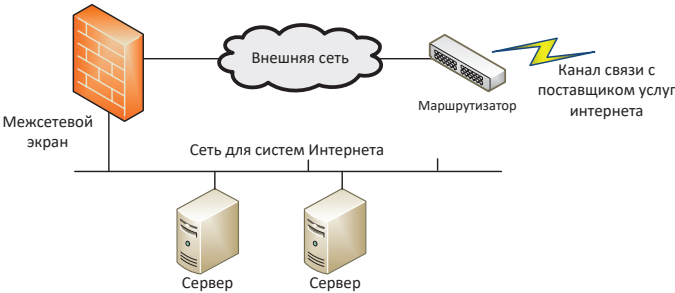 Внешняя сеть
Канал связи с
поставщиком услуг
интернета
Маршрутизатор
Межсетевой
экран
Сеть для систем Интернета
Сервер
Сервер